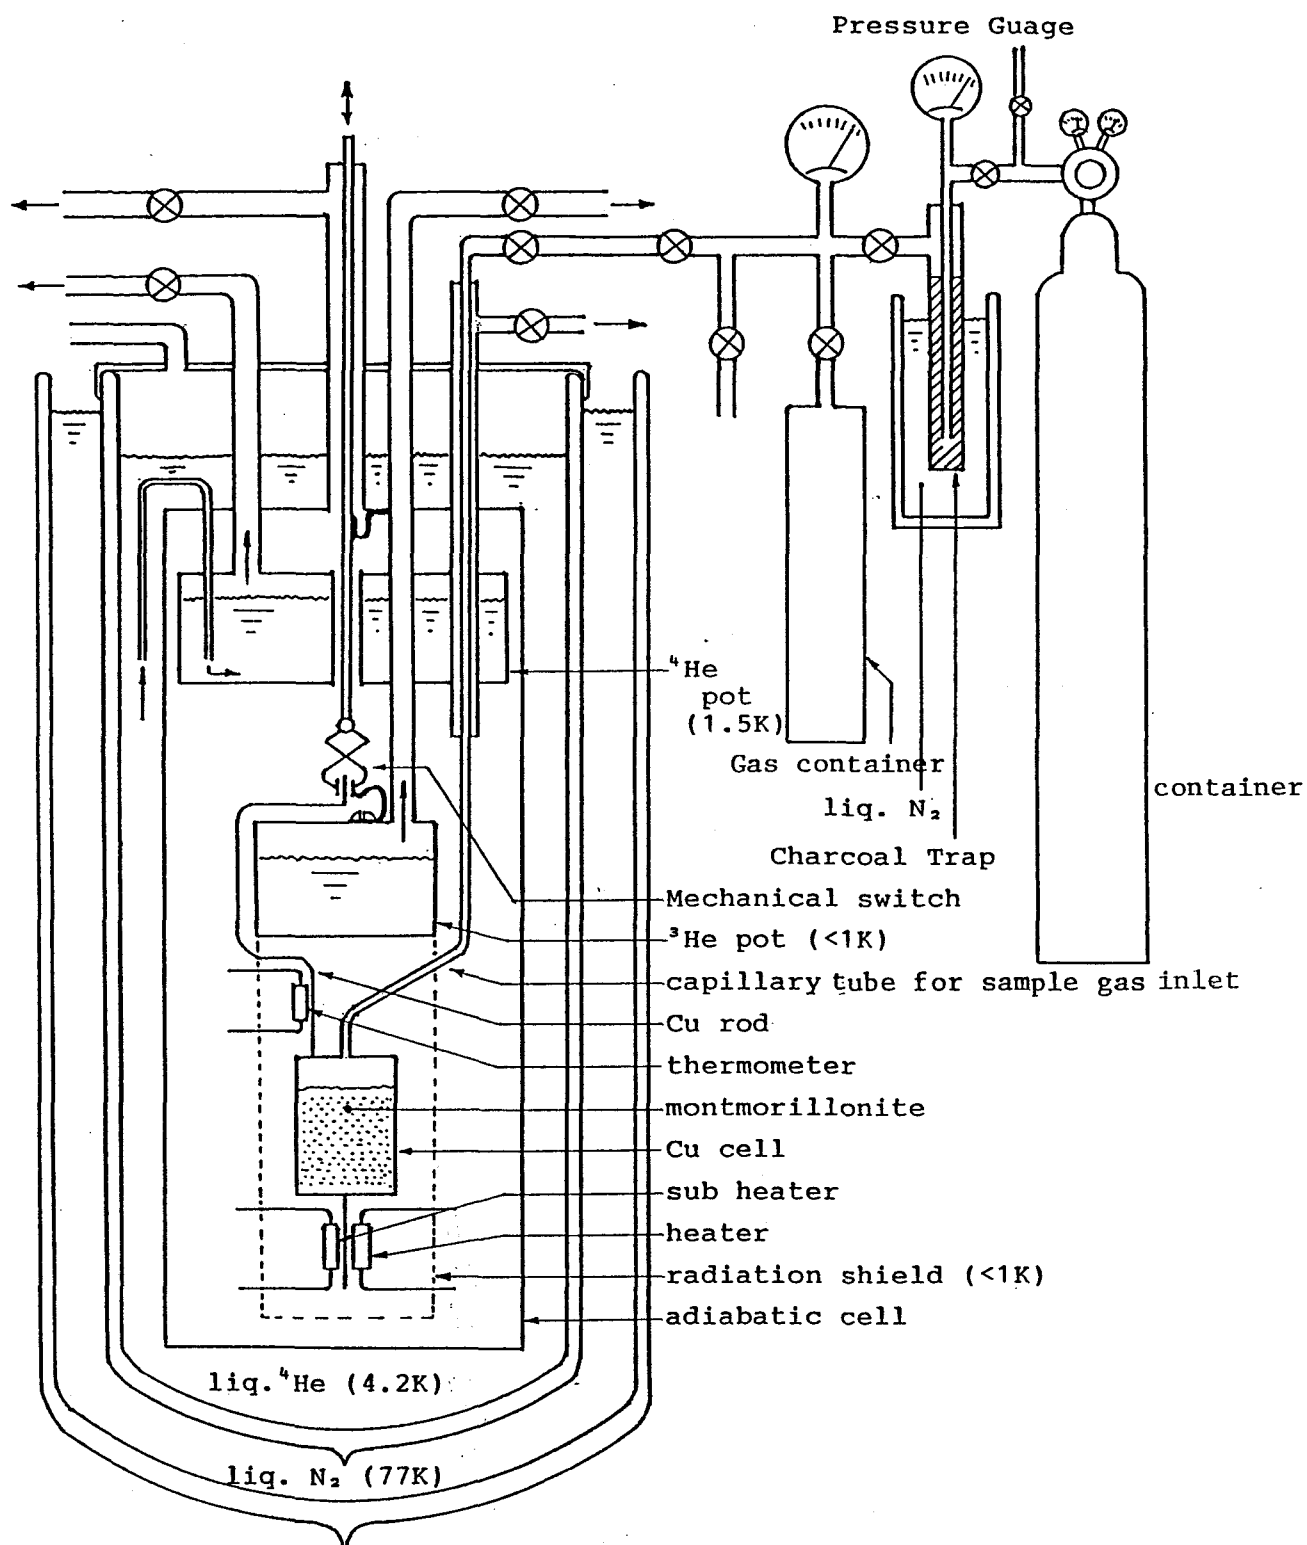 Pressure Guage
⁴He
pot
(1.5K)
Gas container
liq. N₂
Charcoal Trap
container
Mechanical switch
³He pot (<1K)
capillary tube for sample gas inlet
Cu rod
thermometer
montmorillonite
Cu cell
sub heater
heater
radiation shield (<1K)
adiabatic cell
liq.⁴He (4.2K)
liq. N₂ (77K)